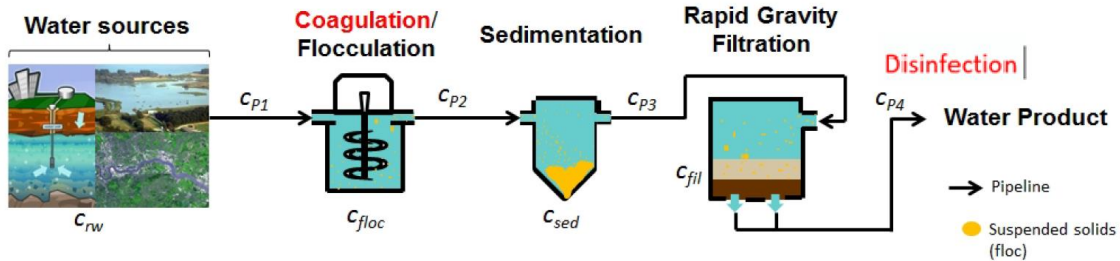 Water sources
Coagulation/
Flocculation
Sedimentation
Rapid Gravity
Filtration
Disinfection
Water Product
c_P1
c_P2
c_P3
c_P4
c_rw
c_floc
c_sed
c_fil
Pipeline
Suspended solids
(floc)